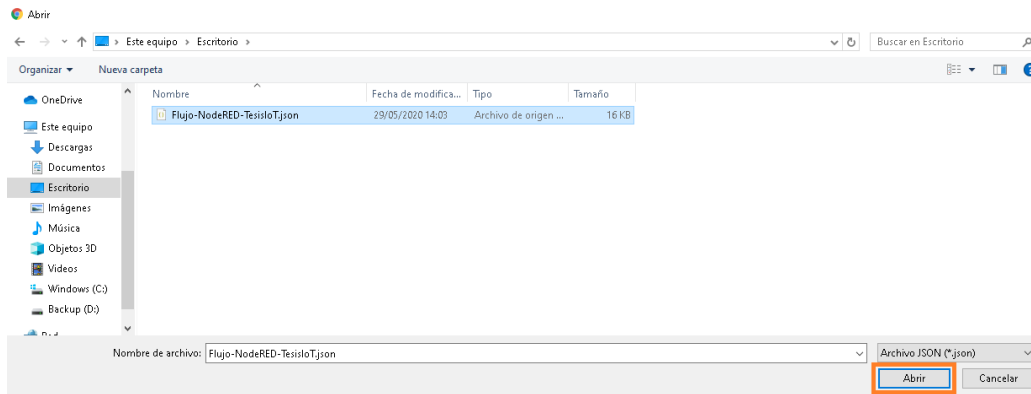 Abrir
Este equipo > Escritorio >
Buscar en Escritorio
Organizar Nueva carpeta
Nombre Fecha de modifica... Tipo Tamaño
Flujo-NodeRED-TesisIoT.json 29/05/2020 14:03 Archivo de origen ... 16 KB
OneDrive
Este equipo
Descargas
Documentos
Escritorio
Imágenes
Música
Objetos 3D
Videos
Windows (C:)
Backup (D:)
Nombre de archivo: Flujo-NodeRED-TesisIoT.json
Archivo JSON (*.json)
Abrir Cancelar